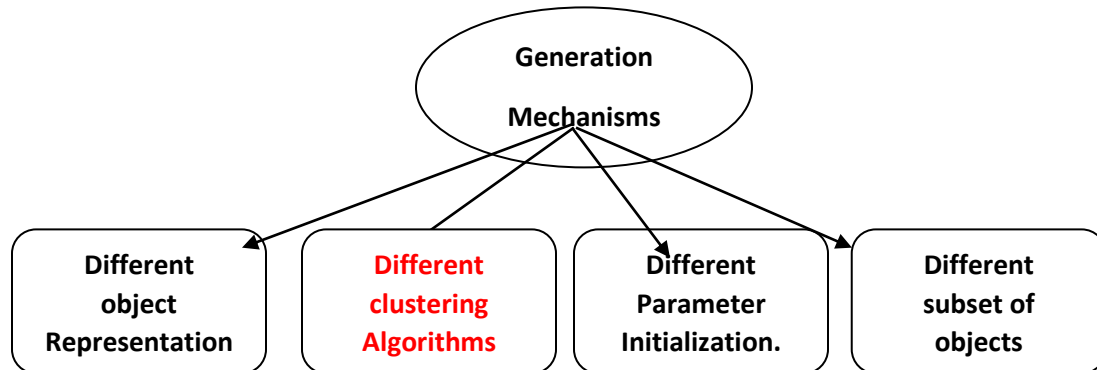 Generation
Mechanisms
Different
object
Representation
Different
clustering
Algorithms
Different
Parameter
Initialization.
Different
subset of
objects